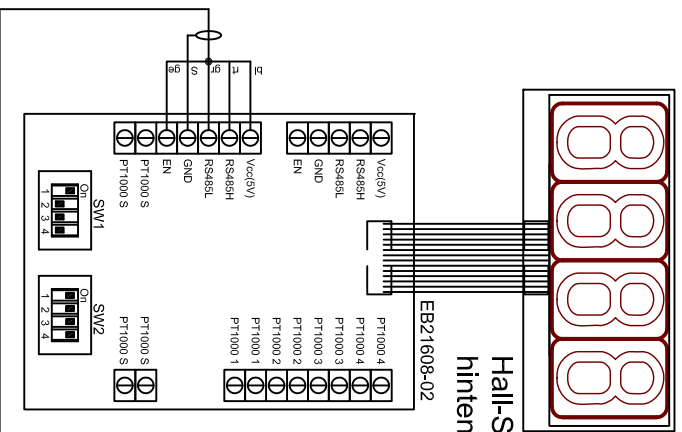 ge
S
gr
rt
bl
PT1000 S
PT1000 S
EN
GND
RS485L
RS485H
Vcc(5V)
EN
GND
RS485L
RS485H
Vcc(5V)
On
1
2
3
4
SW1
On
1
2
3
4
SW2
PT1000 S
PT1000 S
PT1000 1
PT1000 1
PT1000 2
PT1000 2
PT1000 3
PT1000 3
PT1000 4
PT1000 4
EB21608-02
8888
Hall-S
hinten